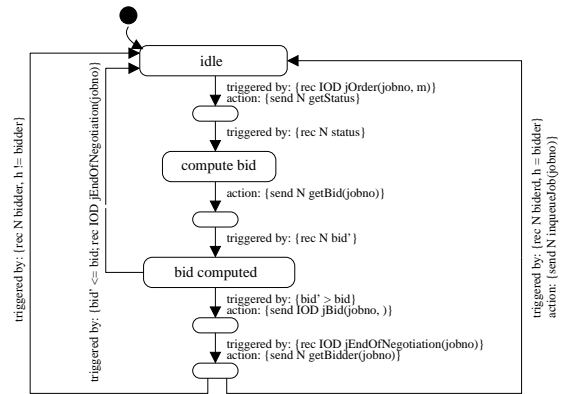 idle
triggered by: {rec IOD jOrder(jobno, m)}
action: {send N getStatus}
triggered by: {rec N status}
compute bid
action: {send N getBid(jobno)}
triggered by: {rec N bid'}
bid computed
triggered by: {bid' > bid}
action: {send IOD jBid(jobno, )}
triggered by: {rec IOD jEndOfNegotiation(jobno)}
action: {send N getBidder(jobno)}
triggered by: {rec N bidder, h != bidder}
triggered by: {bid' <= bid; rec IOD jEndOfNegotiation(jobno)}
triggered by: {rec N biderd, h = bidder}
action: {send N inqueueJob(jobno)}